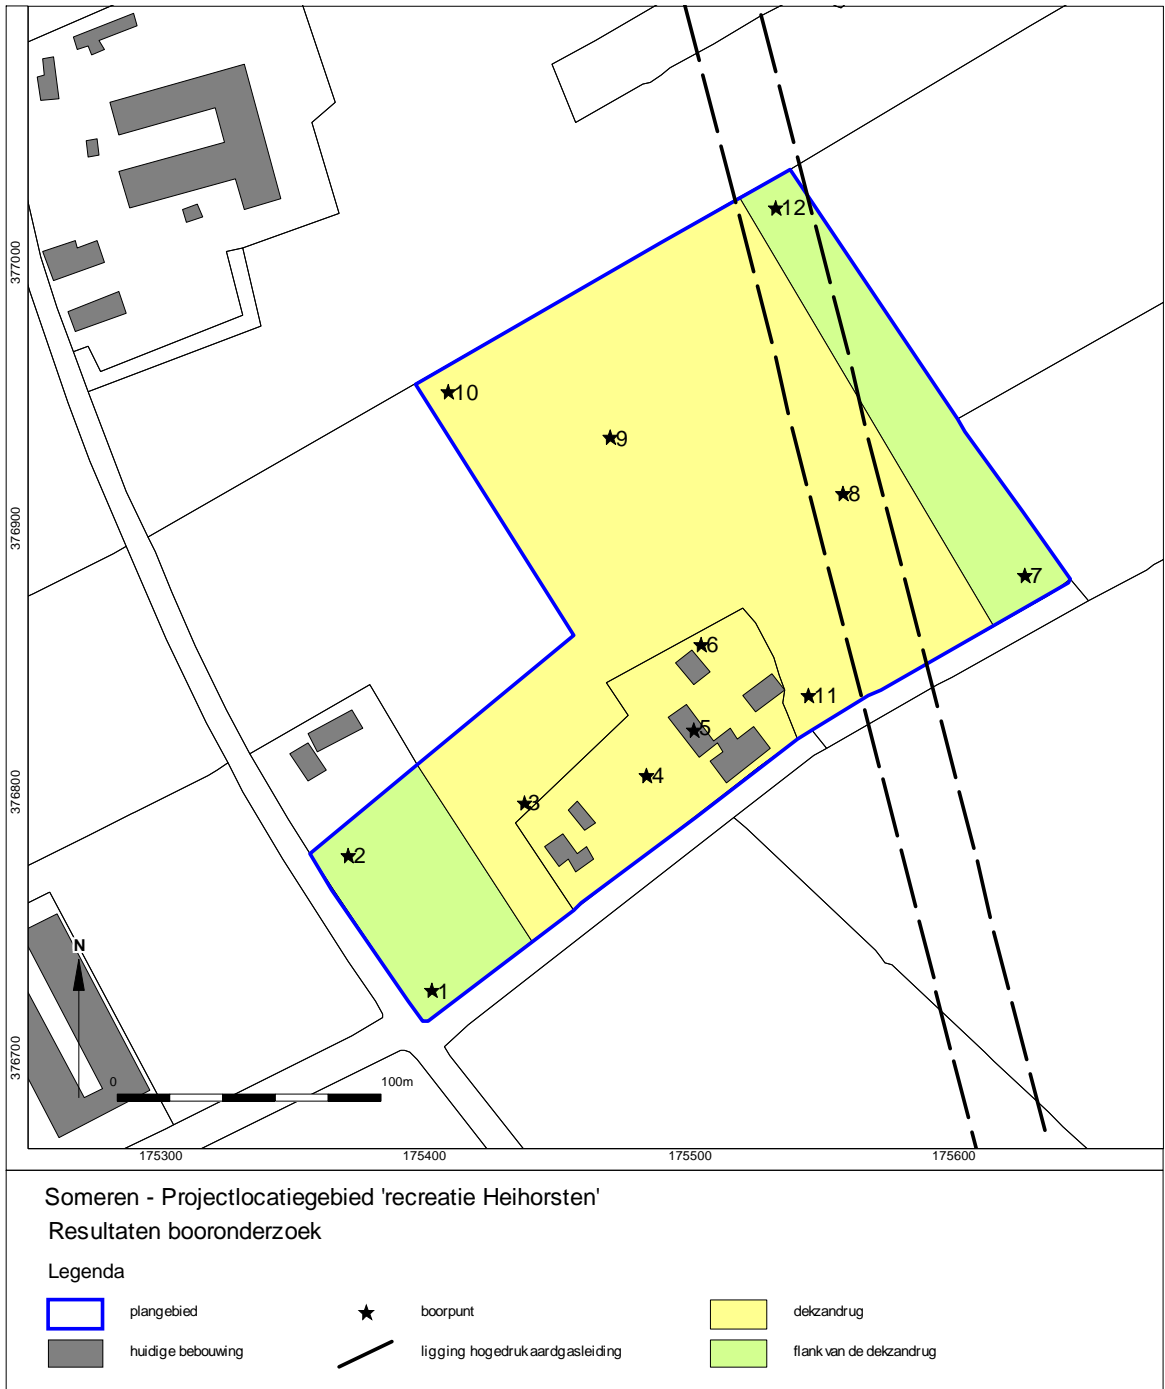 12
377000
10
9
376900
8
7
6
11
5
4
376800
3
2
N
1
376700
0 100m
175300 175400 175500 175600
Someren - Projectlocatiegebied 'recreatie Heihorsten'
Resultaten booronderzoek
Legenda
plangebied boorpunt dekzandrug
huidige bebouwing ligging hogedrukaardgasleiding flank van de dekzandrug